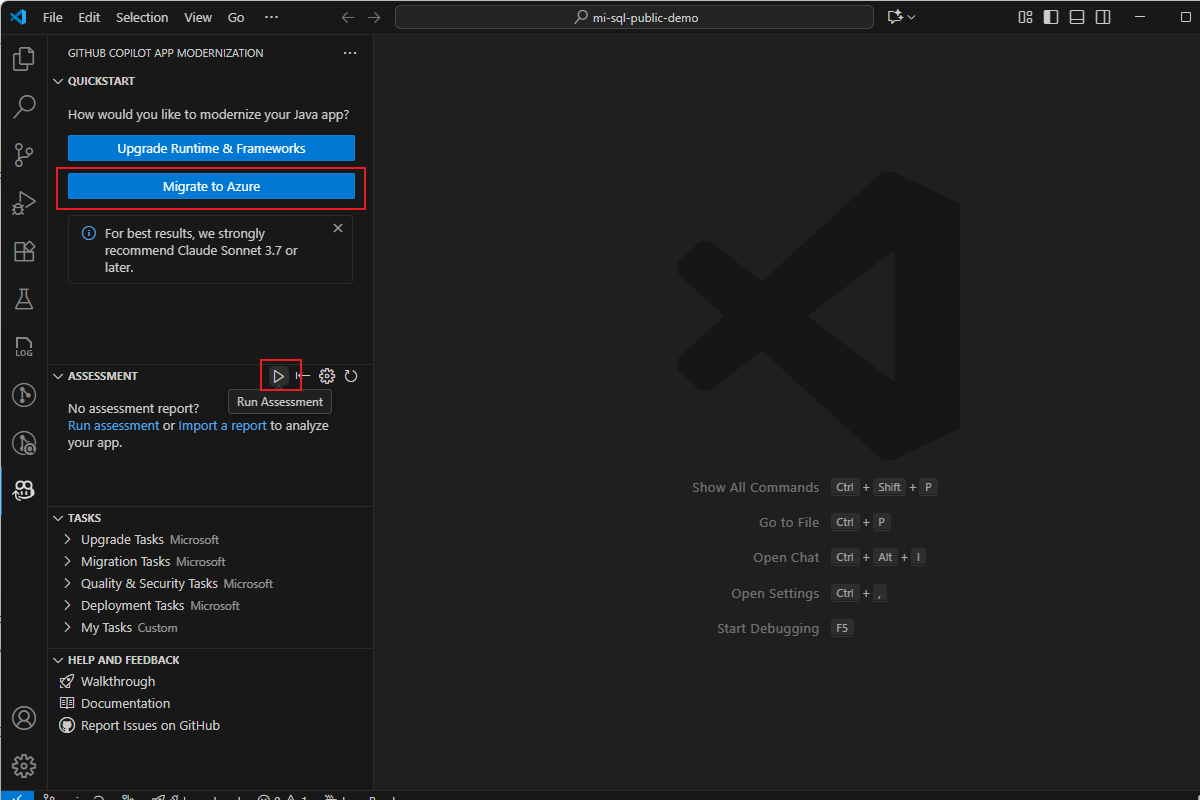 File Edit Selection View Go ···
mi-sql-public-demo
GITHUB COPILOT APP MODERNIZATION
QUICKSTART
How would you like to modernize your Java app?
Upgrade Runtime & Frameworks
Migrate to Azure
For best results, we strongly
recommend Claude Sonnet 3.7 or
later.
LOG
ASSESSMENT
Run Assessment
No assessment report?
Run assessment or Import a report to analyze
your app.
TASKS
Upgrade Tasks Microsoft
Migration Tasks Microsoft
Quality & Security Tasks Microsoft
Deployment Tasks Microsoft
My Tasks Custom
HELP AND FEEDBACK
Walkthrough
Documentation
Report Issues on GitHub
Show All Commands Ctrl + Shift + P
Go to File Ctrl + P
Open Chat Ctrl + Alt + I
Open Settings Ctrl + ,
Start Debugging F5